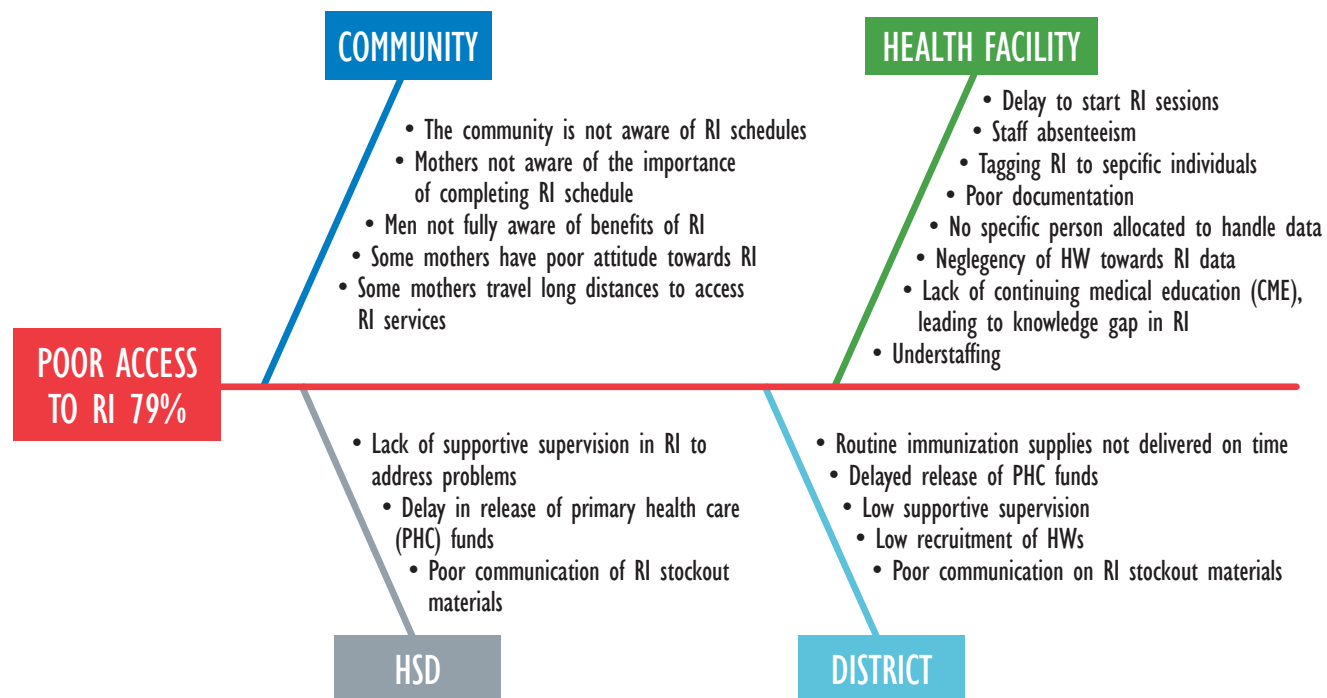 COMMUNITY
• The community is not aware of RI schedules
• Mothers not aware of the importance
of completing RI schedule
• Men not fully aware of benefits of RI
• Some mothers have poor attitude towards RI
• Some mothers travel long distances to access
RI services
HEALTH FACILITY
• Delay to start RI sessions
• Staff absenteeism
• Tagging RI to sepcific individuals
• Poor documentation
• No specific person allocated to handle data
• Neglegency of HW towards RI data
• Lack of continuing medical education (CME),
leading to knowledge gap in RI
• Understaffing
POOR ACCESS
TO RI 79%
• Lack of supportive supervision in RI to
address problems
• Delay in release of primary health care
(PHC) funds
• Poor communication of RI stockout
materials
HSD
• Routine immunization supplies not delivered on time
• Delayed release of PHC funds
• Low supportive supervision
• Low recruitment of HWs
• Poor communication on RI stockout materials
DISTRICT